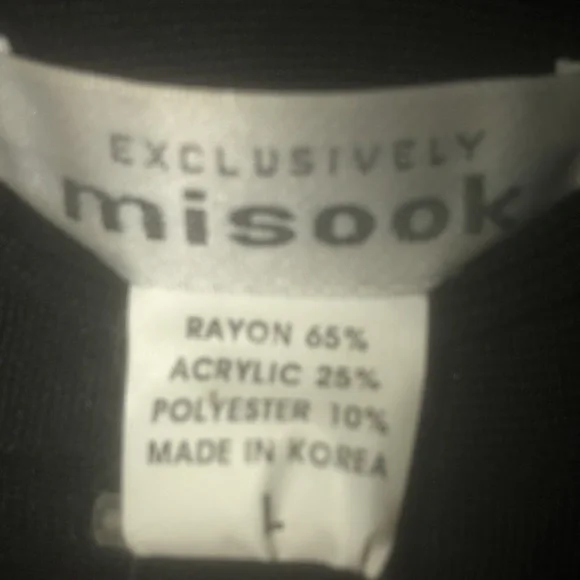 EXCLUSIVELY
misook
RAYON 65%
ACRYLIC 25%
POLYESTER 10%
MADE IN KOREA
L